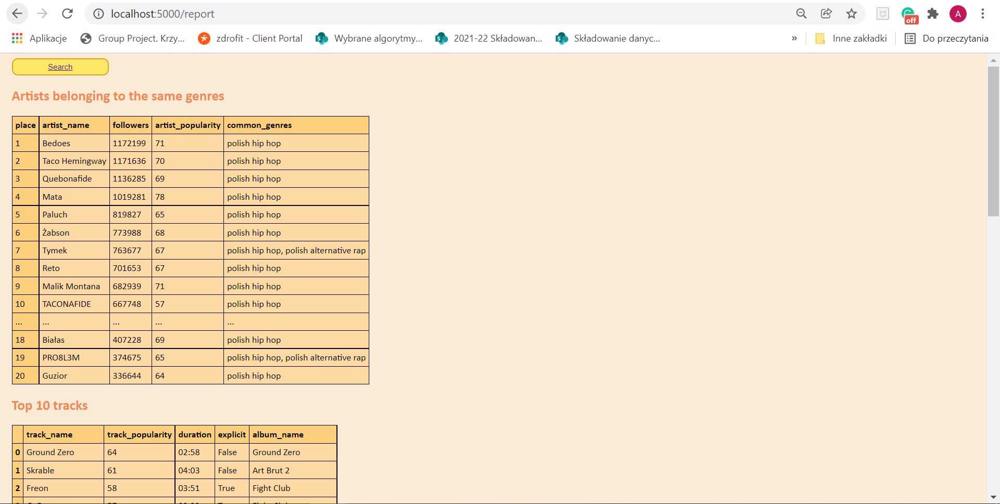 localhost:5000/report
off
A
Aplikacje Group Project. Krzy... zdrofit - Client Portal Wybrane algorytmy... 2021-22 Składowan... Składowanie danyc... » Inne zakładki Do przeczytania
Search
Artists belonging to the same genres
place artist_name followers artist_popularity common_genres
1 Bedoes 1172199 71 polish hip hop
2 Taco Hemingway 1171636 70 polish hip hop
3 Quebonafide 1136285 69 polish hip hop
4 Mata 1019281 78 polish hip hop
5 Paluch 819827 65 polish hip hop
6 Żabson 773988 68 polish hip hop
7 Tymek 763677 67 polish hip hop, polish alternative rap
8 Reto 701653 67 polish hip hop
9 Malik Montana 682939 71 polish hip hop
10 TACONAFIDE 667748 57 polish hip hop
... ... ... ... ...
18 Białas 407228 69 polish hip hop
19 PRO8L3M 374675 65 polish hip hop, polish alternative rap
20 Guzior 336644 64 polish hip hop
Top 10 tracks
track_name track_popularity duration explicit album_name
0 Ground Zero 64 02:58 False Ground Zero
1 Skrable 61 04:03 False Art Brut 2
2 Freon 58 03:51 True Fight Club